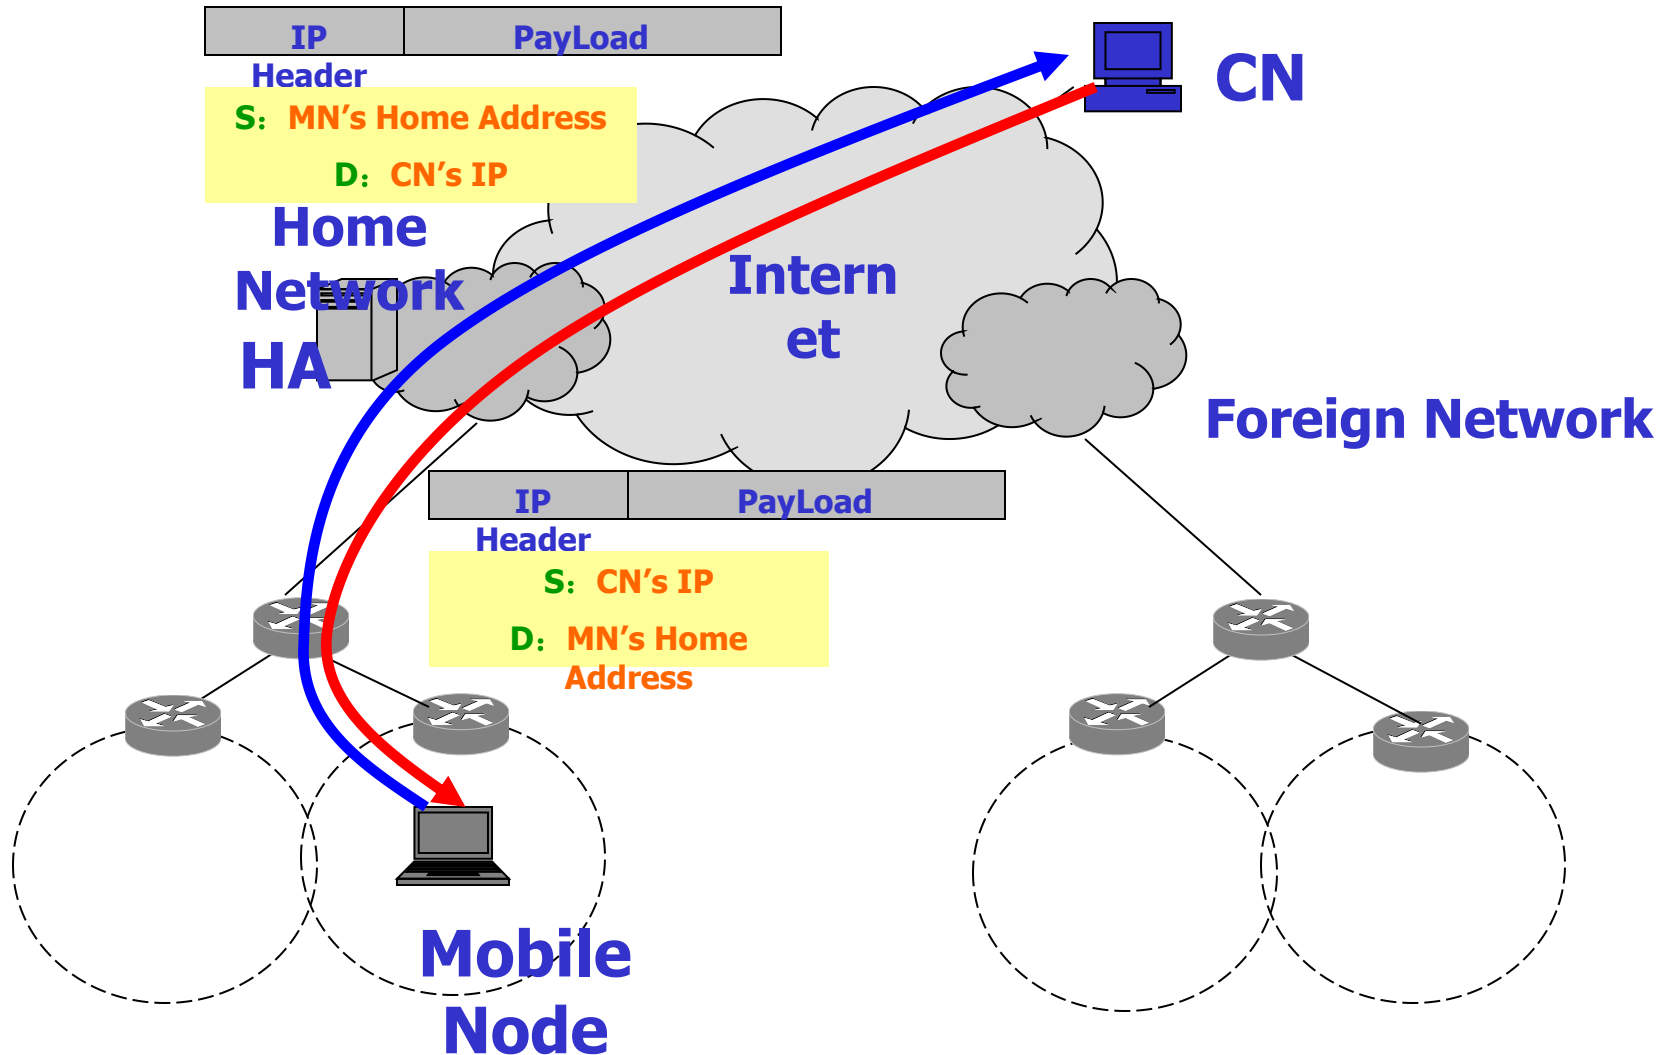 IP PayLoad
Header
S：MN’s Home Address
D：CN’s IP
CN
Home
Network
HA
Intern
et
Foreign Network
IP PayLoad
Header
S：CN’s IP
D：MN’s Home
Address
Mobile
Node